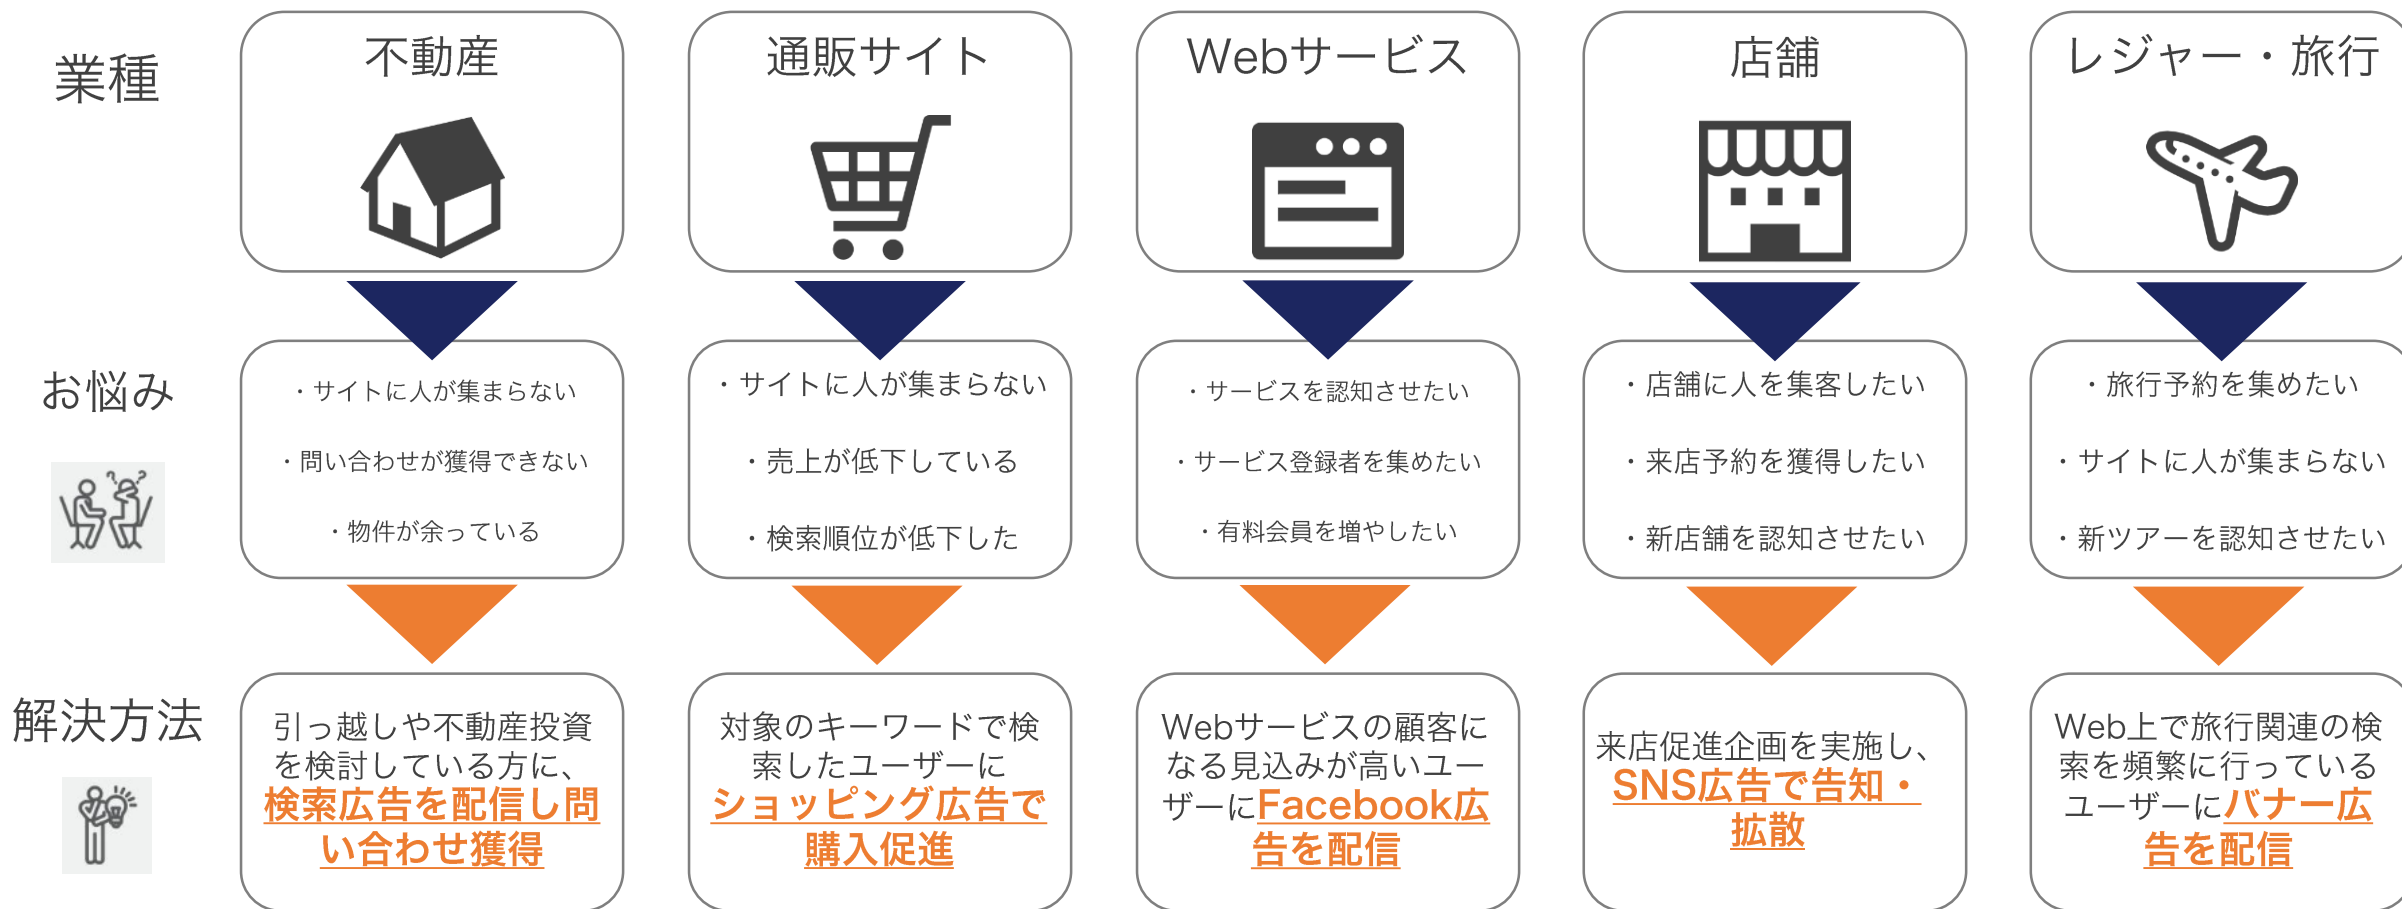 業種
不動産
通販サイト
Webサービス
店舗
レジャー・旅行
お悩み
・サイトに人が集まらない
・問い合わせが獲得できない
・物件が余っている
・サイトに人が集まらない
・売上が低下している
・検索順位が低下した
・サービスを認知させたい
・サービス登録者を集めたい
・有料会員を増やしたい
・店舗に人を集客したい
・来店予約を獲得したい
・新店舗を認知させたい
・旅行予約を集めたい
・サイトに人が集まらない
・新ツアーを認知させたい
解決方法
引っ越しや不動産投資
を検討している方に、
検索広告を配信し問
い合わせ獲得
対象のキーワードで検
索したユーザーに
ショッピング広告で
購入促進
Webサービスの顧客に
なる見込みが高いユー
ザーにFacebook広
告を配信
来店促進企画を実施し、
SNS広告で告知・
拡散
Web上で旅行関連の検
索を頻繁に行っている
ユーザーにバナー広
告を配信